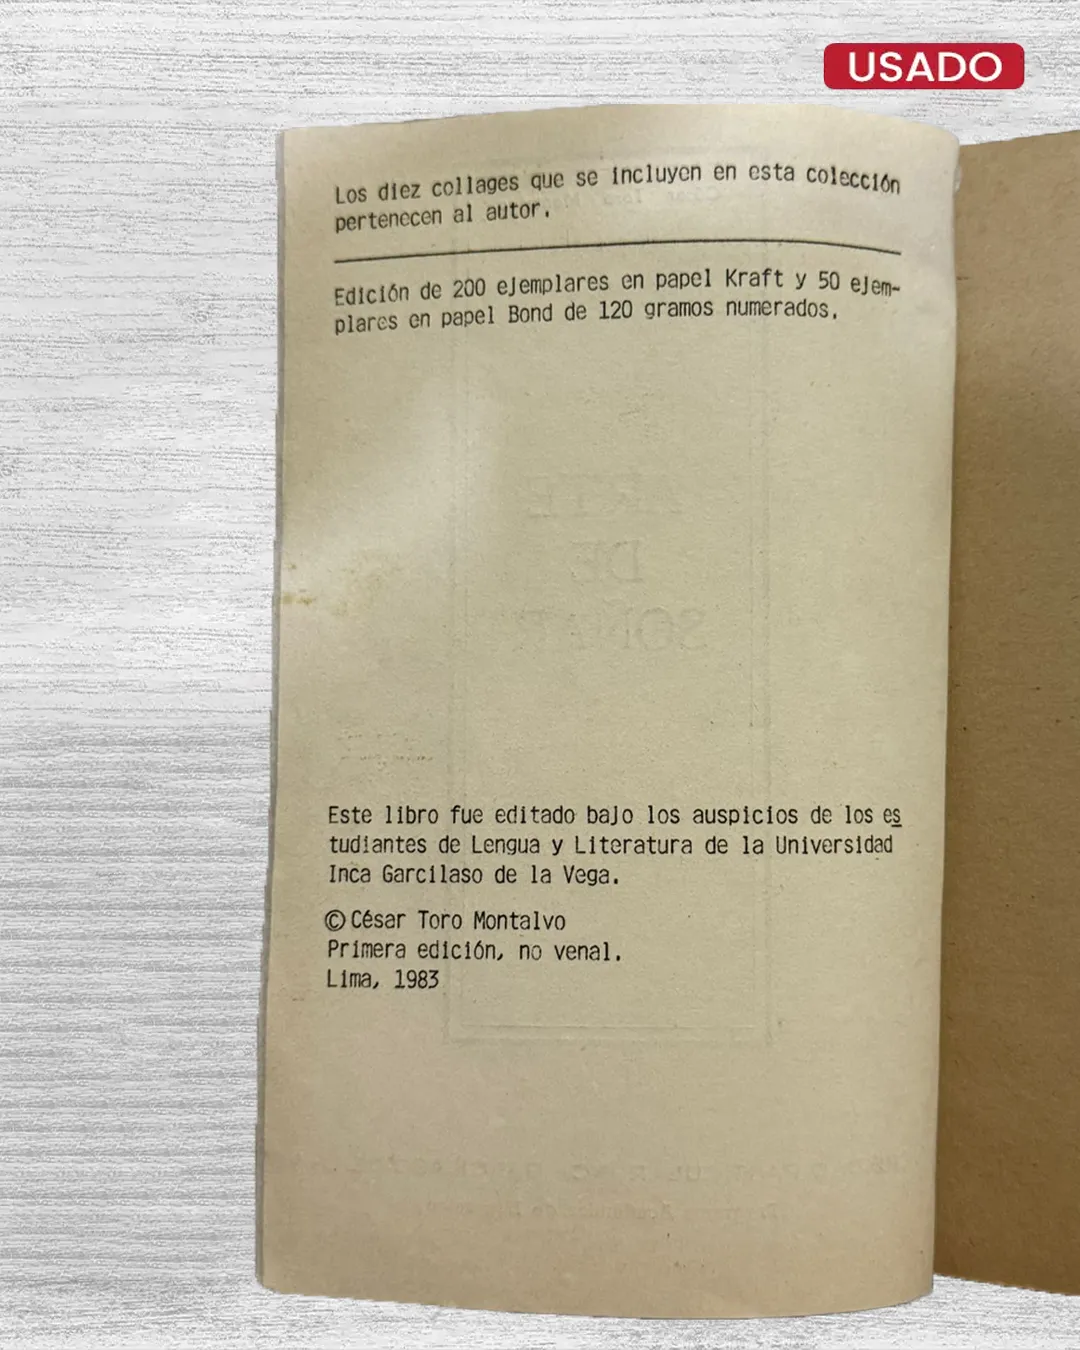 USADO
Los diez collages que se incluyen en esta colección
pertenecen al autor.
Edición de 200 ejemplares en papel Kraft y 50 ejem-
plares en papel Bond de 120 gramos numerados.
ARTE
DE
Este libro fue editado bajo los auspicios de los es
tudiantes de Lengua y Literatura de la Universidad
Inca Garcilaso de la Vega.
© César Toro Montalvo
Primera edición, no venal.
Lima, 1983